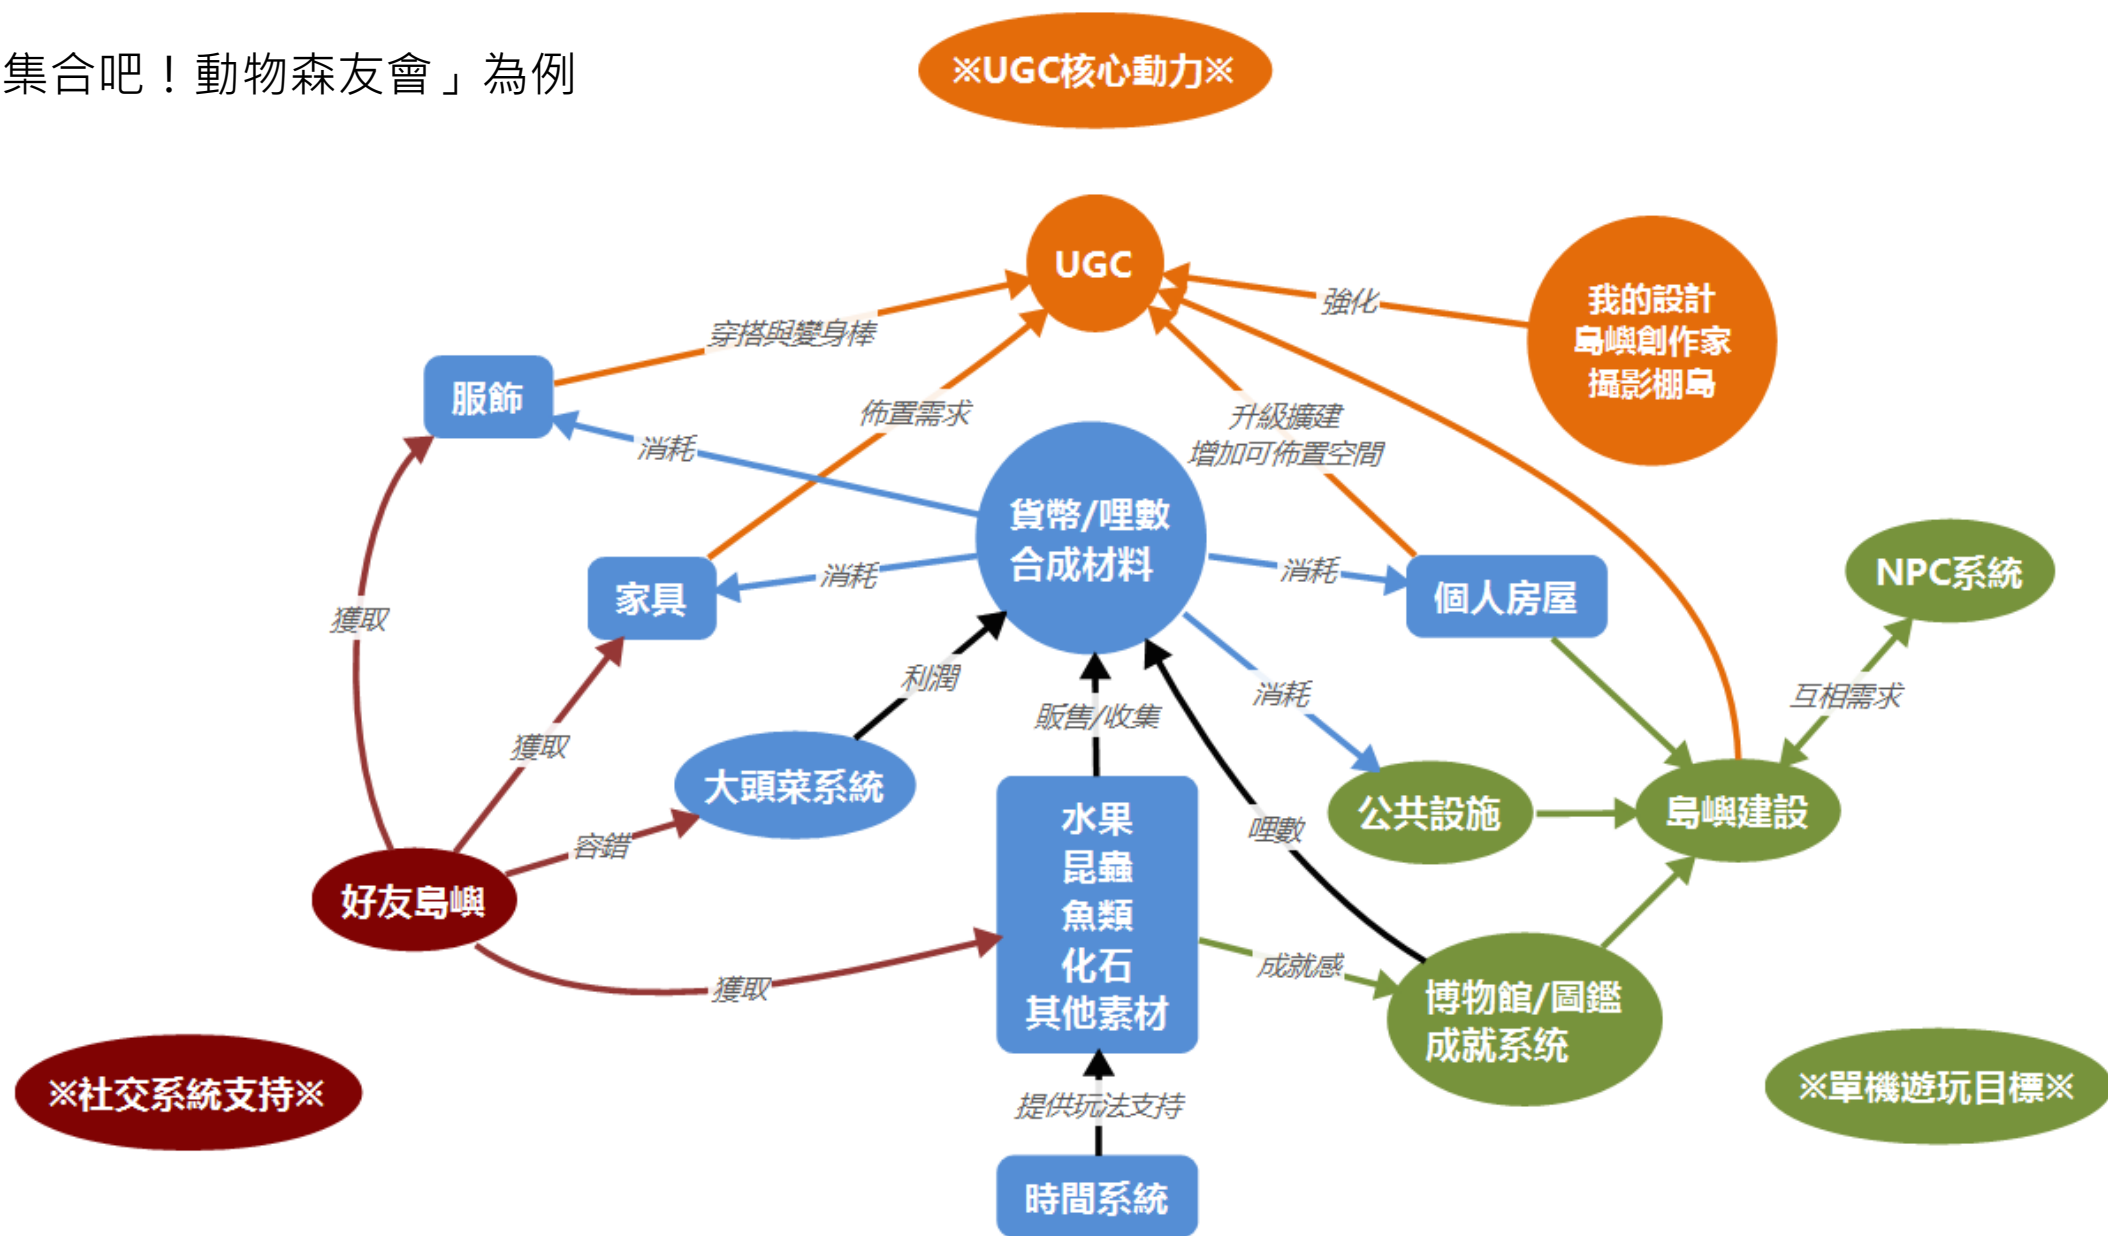 集合吧！動物森友會」為例
※UGC核心動力※
UGC
我的設計
島嶼創作家
攝影棚島
強化
穿搭與變身棒
服飾
佈置需求
升級擴建
增加可佈置空間
消耗
貨幣/哩數
合成材料
NPC系統
消耗
消耗
家具
個人房屋
獲取
利潤
消耗
互相需求
販售/收集
獲取
大頭菜系統
水果
昆蟲
魚類
化石
其他素材
公共設施
島嶼建設
哩數
容錯
好友島嶼
獲取
成就感
博物館/圖鑑
成就系统
※社交系統支持※
※單機遊玩目標※
提供玩法支持
時間系統